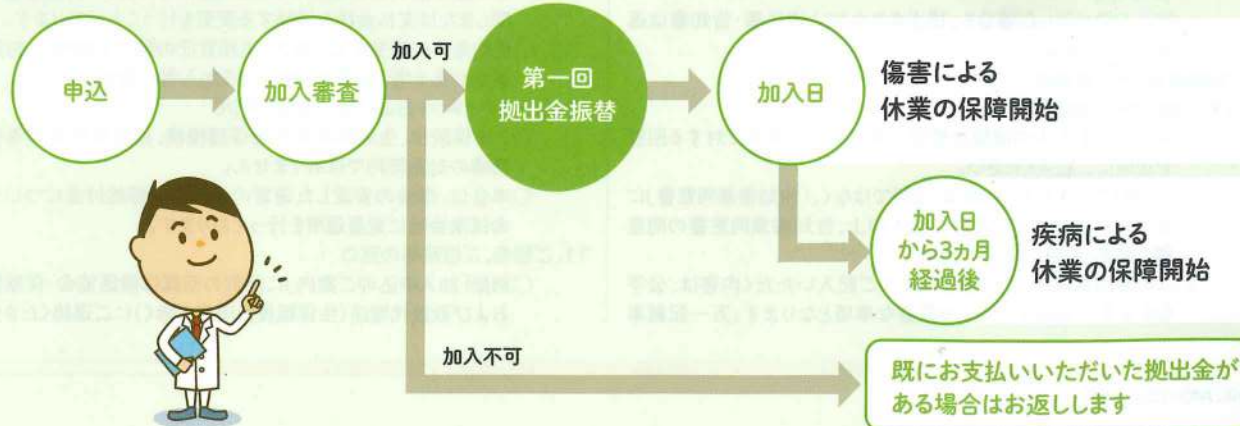 申込
加入審査
加入可
第一回
拠出金振替
加入日
傷害による
休業の保障開始
加入日
から3ヵ月
経過後
疾病による
休業の保障開始
加入不可
既にお支払いいただいた拠出金が
ある場合はお返しします